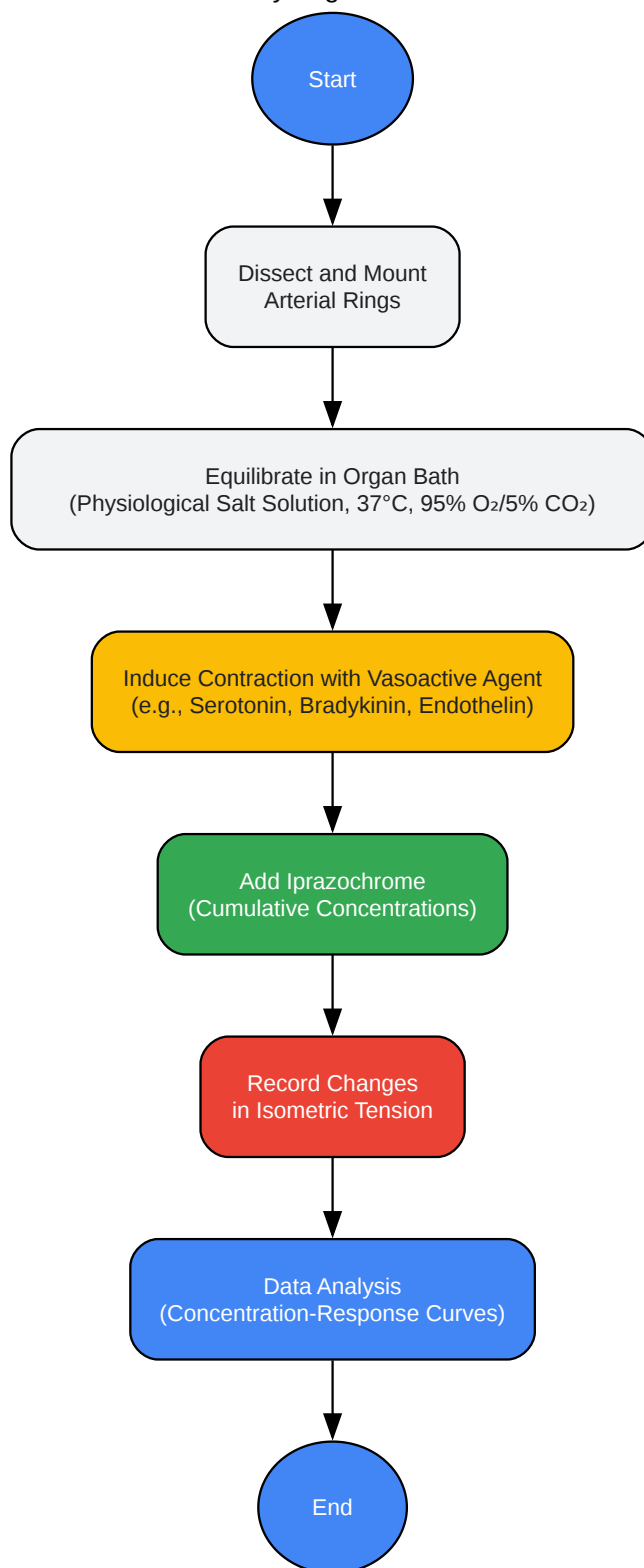 Start
Dissect and Mount
Arterial Rings
Equilibrate in Organ Bath
(Physiological Salt Solution, 37°C, 95% O₂/5% CO₂)
Induce Contraction with Vasoactive Agent
(e.g., Serotonin, Bradykinin, Endothelin)
Add Iprazochrome
(Cumulative Concentrations)
Record Changes
in Isometric Tension
Data Analysis
(Concentration-Response Curves)
End